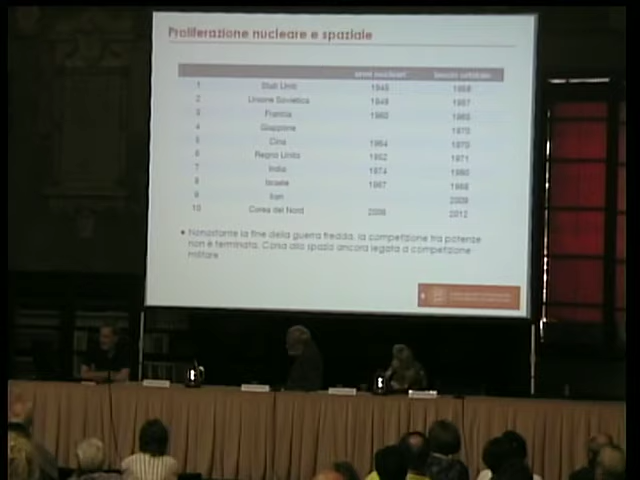 Proliferazione nucleare e spaziale
armi nucleari lancio satellite
1 Stati Uniti 1945 1958
2 Unione Sovietica 1949 1957
3 Francia 1960 1965
4 Giappone 1970
5 Cina 1964 1970
6 Regno Unito 1952 1971
7 India 1974 1980
8 Israele 1967 1988
9 Iran 2009
10 Corea del Nord 2006 2012
• Nonostante la fine della guerra fredda, la competizione tra potenze
non è terminata. Corsa allo spazio ancora legata a competizione
militare